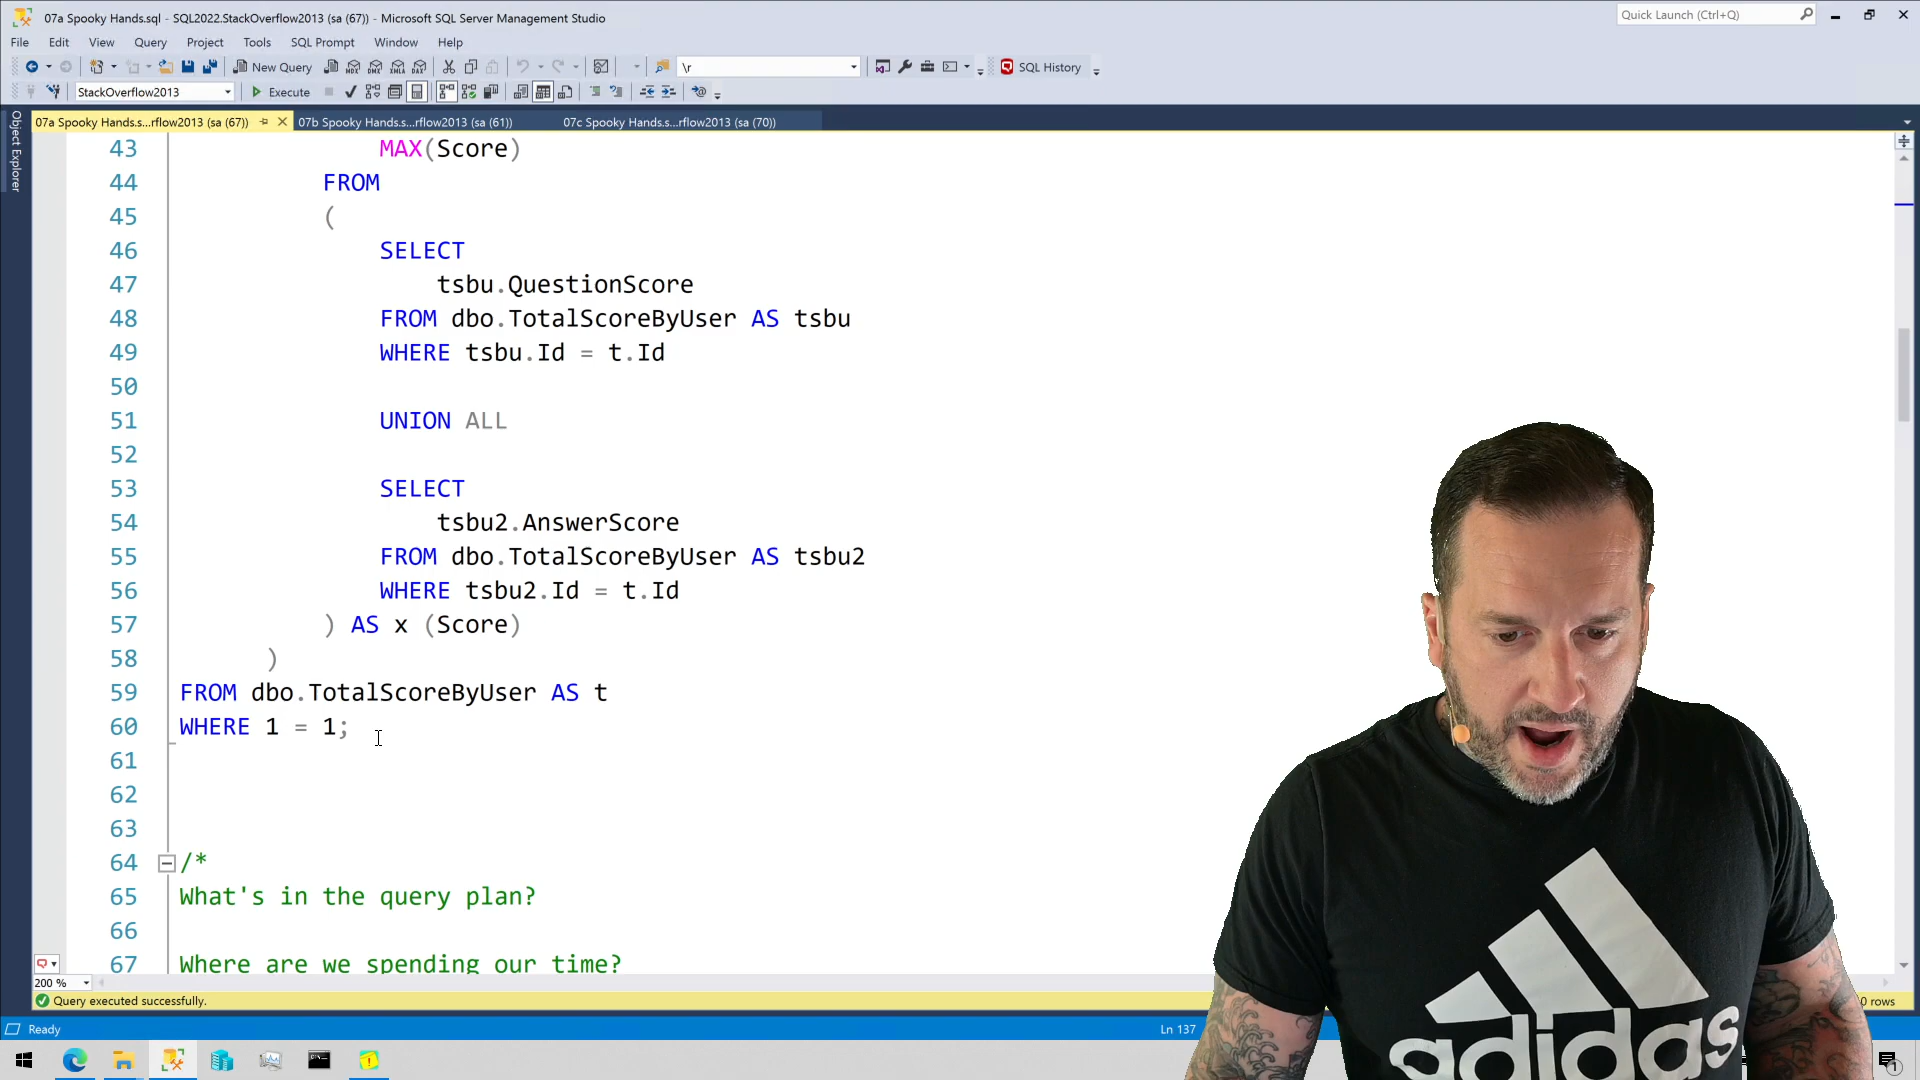 07a Spooky Hands.sql - SQL2022.StackOverflow2013 (sa (67)) - Microsoft SQL Server Management Studio
Quick Launch (Ctrl+Q)
File Edit View Query Project Tools SQL Prompt Window Help
New Query
MDX DMX XMLA DAX
\r
SQL History
StackOverflow2013
Execute
07a Spooky Hands.s...rflow2013 (sa (67))
07b Spooky Hands.s...rflow2013 (sa (61))
07c Spooky Hands.s...rflow2013 (sa (70))
Object Explorer
43 MAX(Score)
44 FROM
45 (
46 SELECT
47 tsbu.QuestionScore
48 FROM dbo.TotalScoreByUser AS tsbu
49 WHERE tsbu.Id = t.Id
50
51 UNION ALL
52
53 SELECT
54 tsbu2.AnswerScore
55 FROM dbo.TotalScoreByUser AS tsbu2
56 WHERE tsbu2.Id = t.Id
57 ) AS x (Score)
58 )
59 FROM dbo.TotalScoreByUser AS t
60 WHERE 1 = 1;
61
62
63
64 /*
65 What's in the query plan?
66
67 Where are we spending our time?
200 %
Query executed successfully.
0 rows
Ready
Ln 137
adidas
1